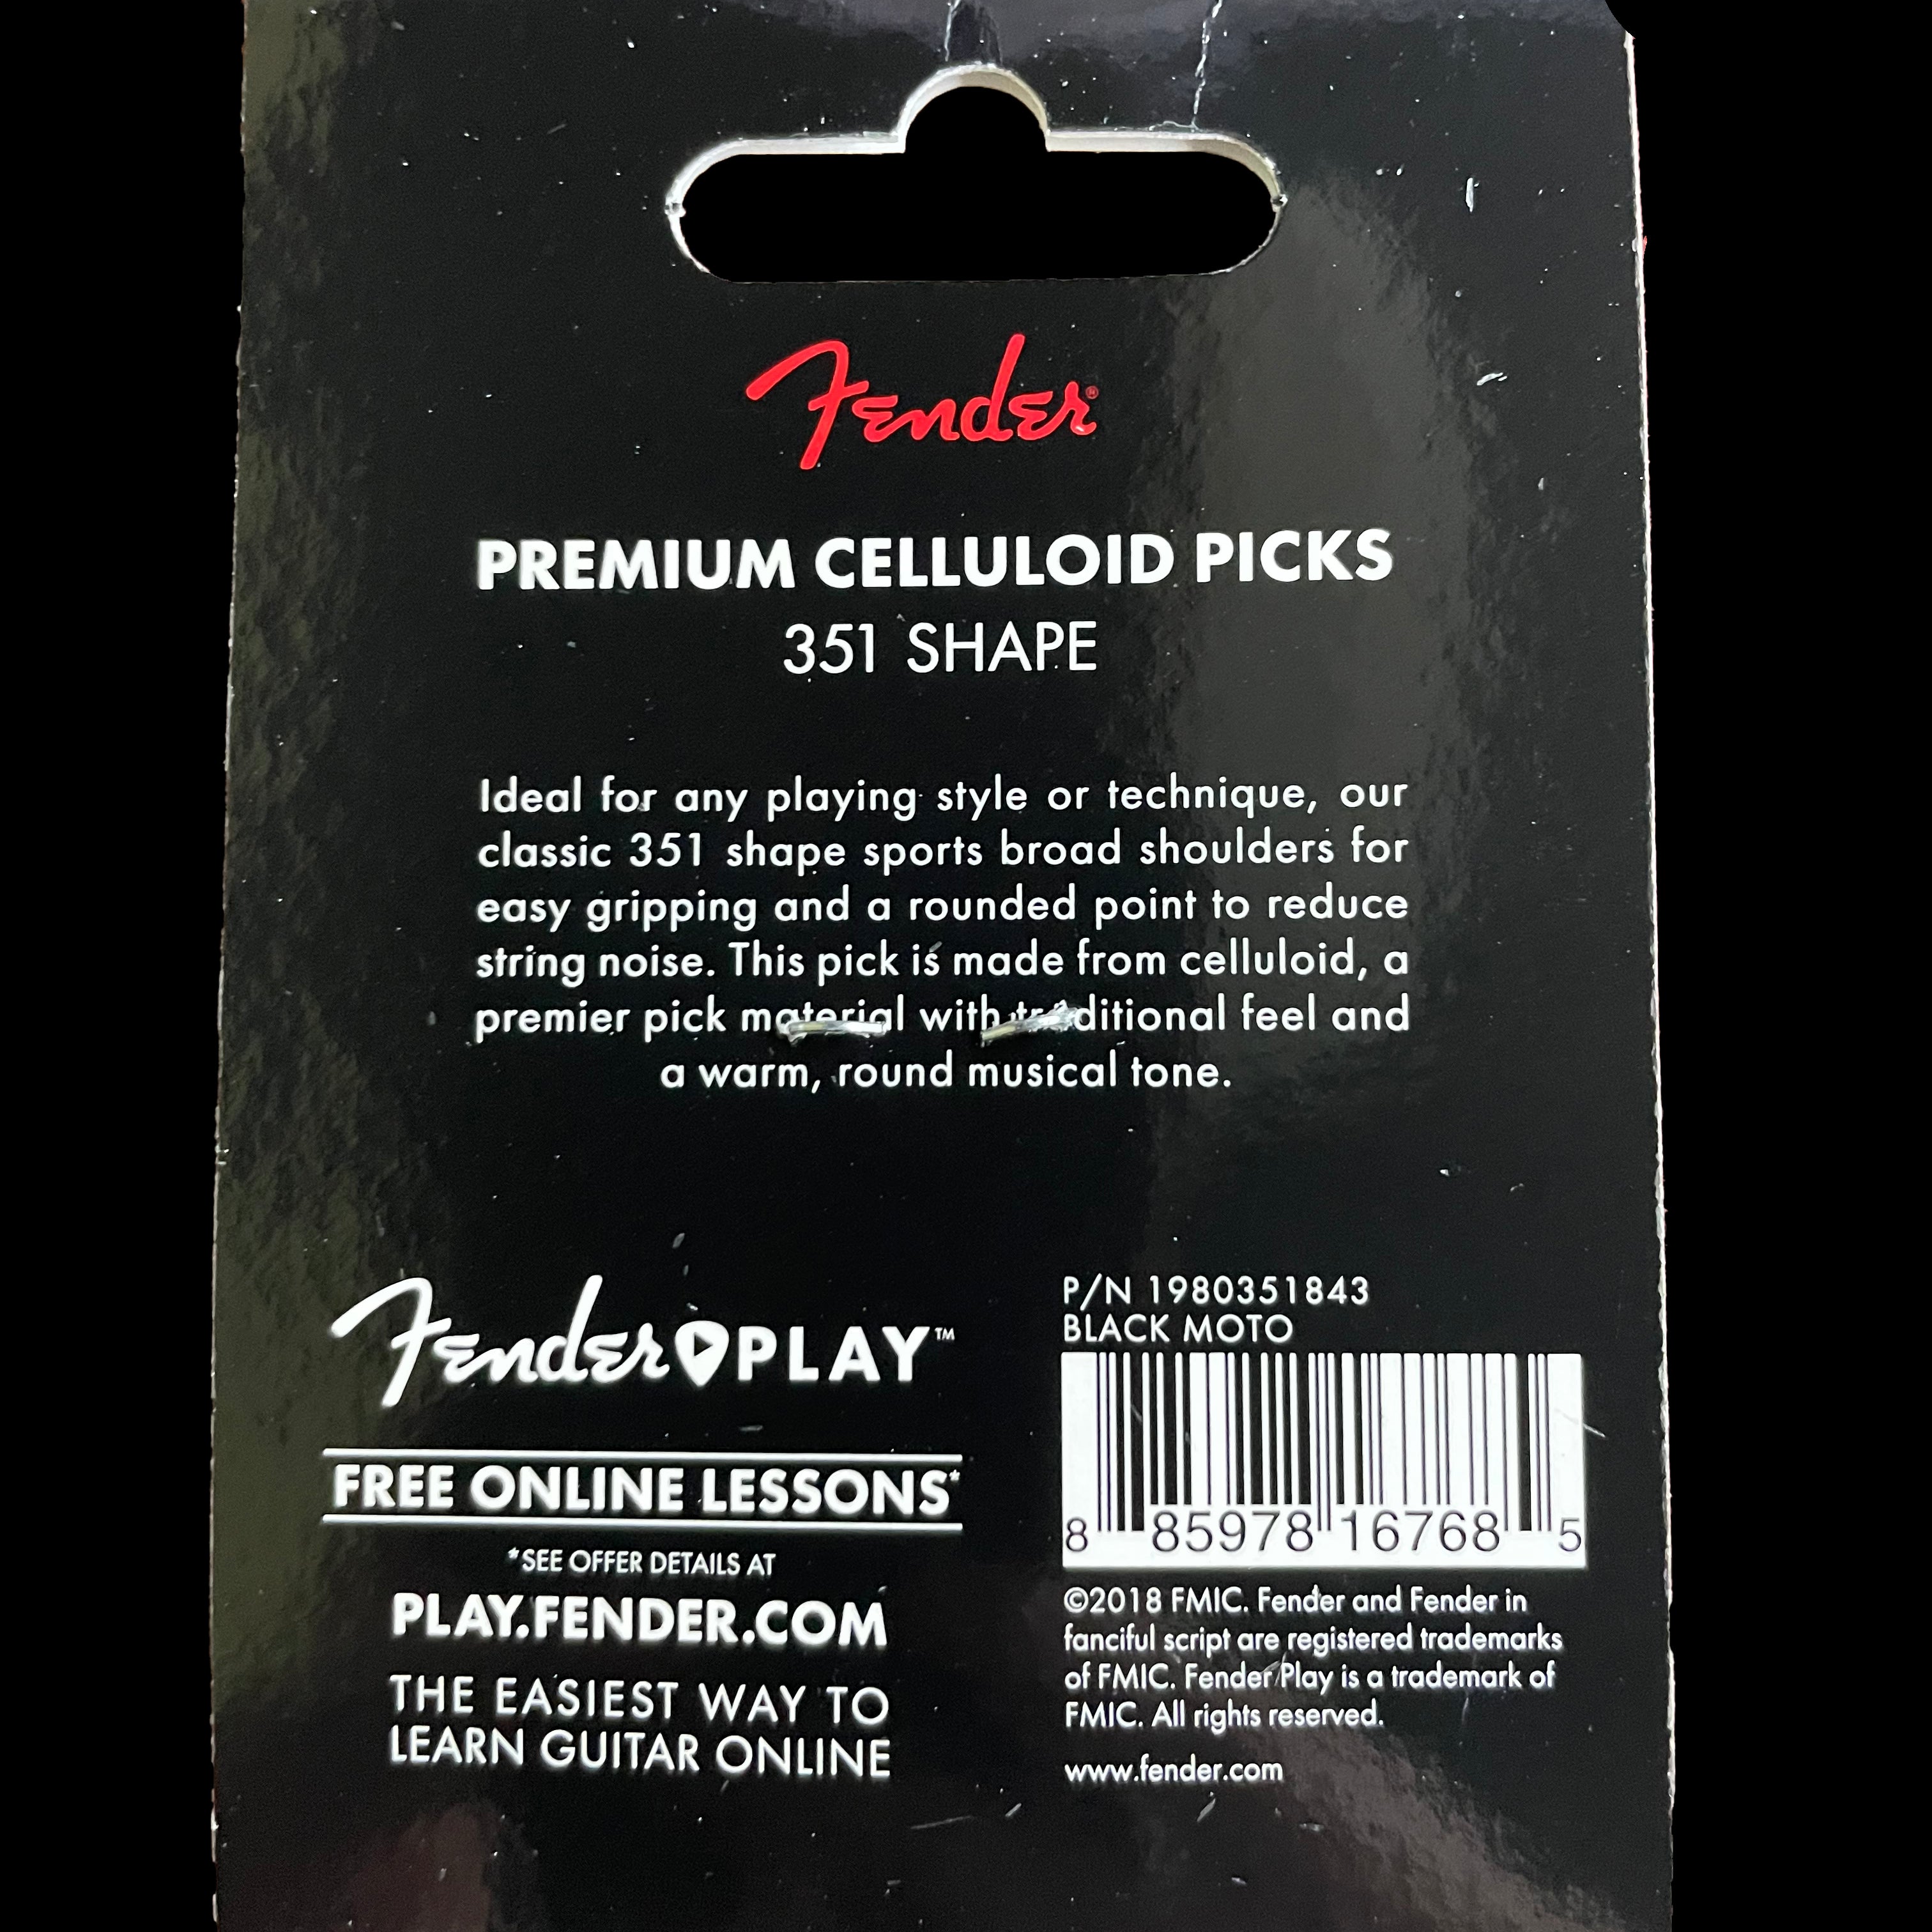 Fender®
PREMIUM CELLULOID PICKS
351 SHAPE
Ideal for any playing style or technique, our
classic 351 shape sports broad shoulders for
easy gripping and a rounded point to reduce
string noise. This pick is made from celluloid, a
premier pick material with traditional feel and
a warm, round musical tone.
Fender PLAY™
FREE ONLINE LESSONS*
*SEE OFFER DETAILS AT
PLAY.FENDER.COM
THE EASIEST WAY TO
LEARN GUITAR ONLINE
P/N 1980351843
BLACK MOTO
8 85978 16768 5
©2018 FMIC. Fender and Fender in
fanciful script are registered trademarks
of FMIC. Fender Play is a trademark of
FMIC. All rights reserved.
www.fender.com